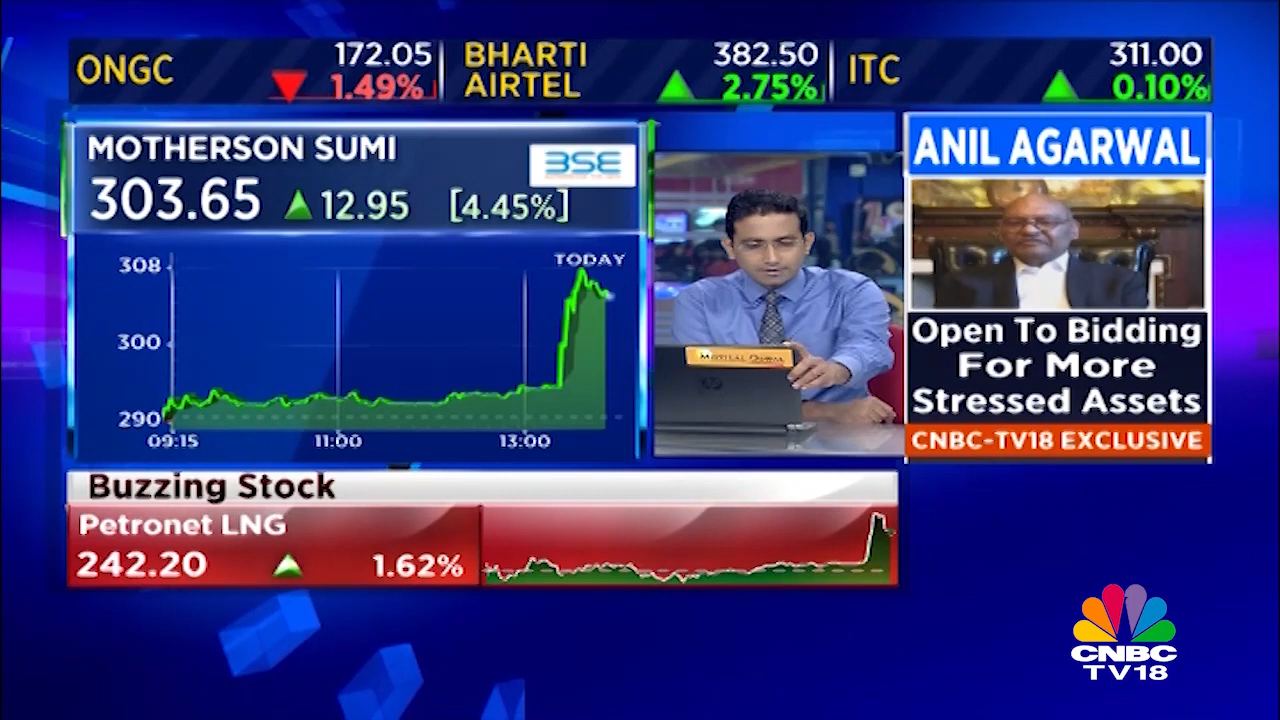 ONGC
172.05
1.49%
BHARTI
AIRTEL
382.50
2.75%
ITC
311.00
0.10%
MOTHERSON SUMI
303.65 12.95 [4.45%]
BSE
TODAY
308
300
290
09:15 11:00 13:00
ANIL AGARWAL
Open To Bidding
For More
Stressed Assets
CNBC-TV18 EXCLUSIVE
Buzzing Stock
Petronet LNG
242.20 1.62%
hp
CNBC
TV18